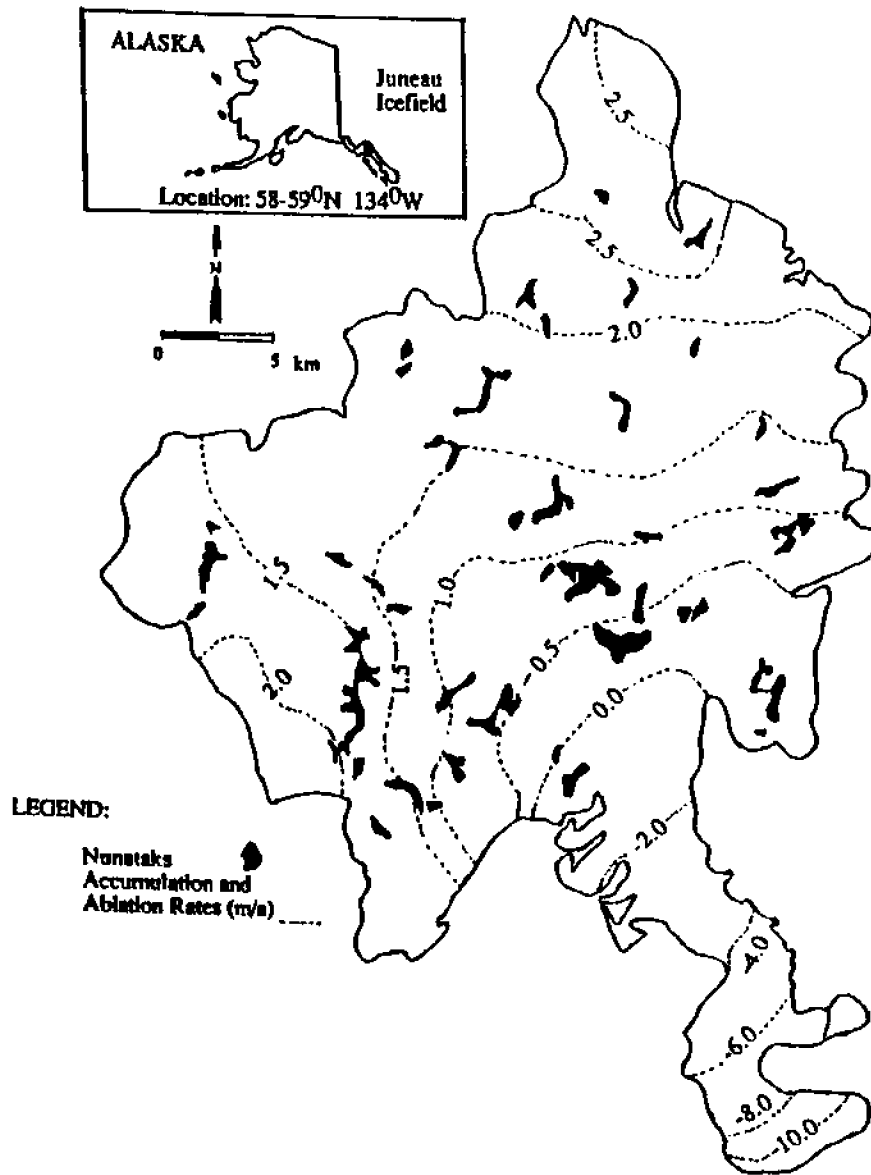 ALASKA
Juneau
Icefield
Location: 58-59⁰N 134⁰W
N
0 5 km
2.5
2.5
2.0
1.5
1.0
2.0
1.5
-0.5
0.0
-2.0
-4.0
-6.0
-8.0
-10.0
LEGEND:
Nunataks
Accumulation and
Ablation Rates (m/a)